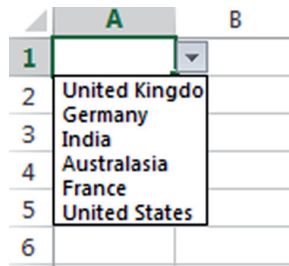 A B
1
2
3
4
5
6
United Kingdo
Germany
India
Australasia
France
United States